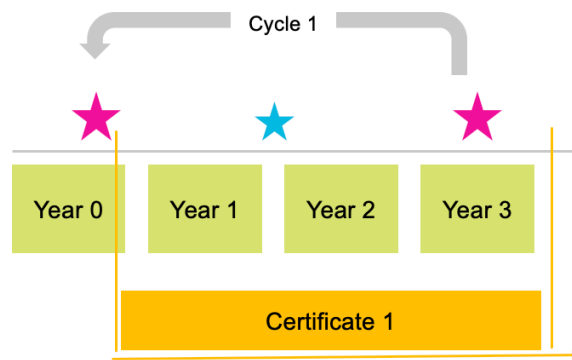 Cycle 1
Year 0
Year 1
Year 2
Year 3
Certificate 1